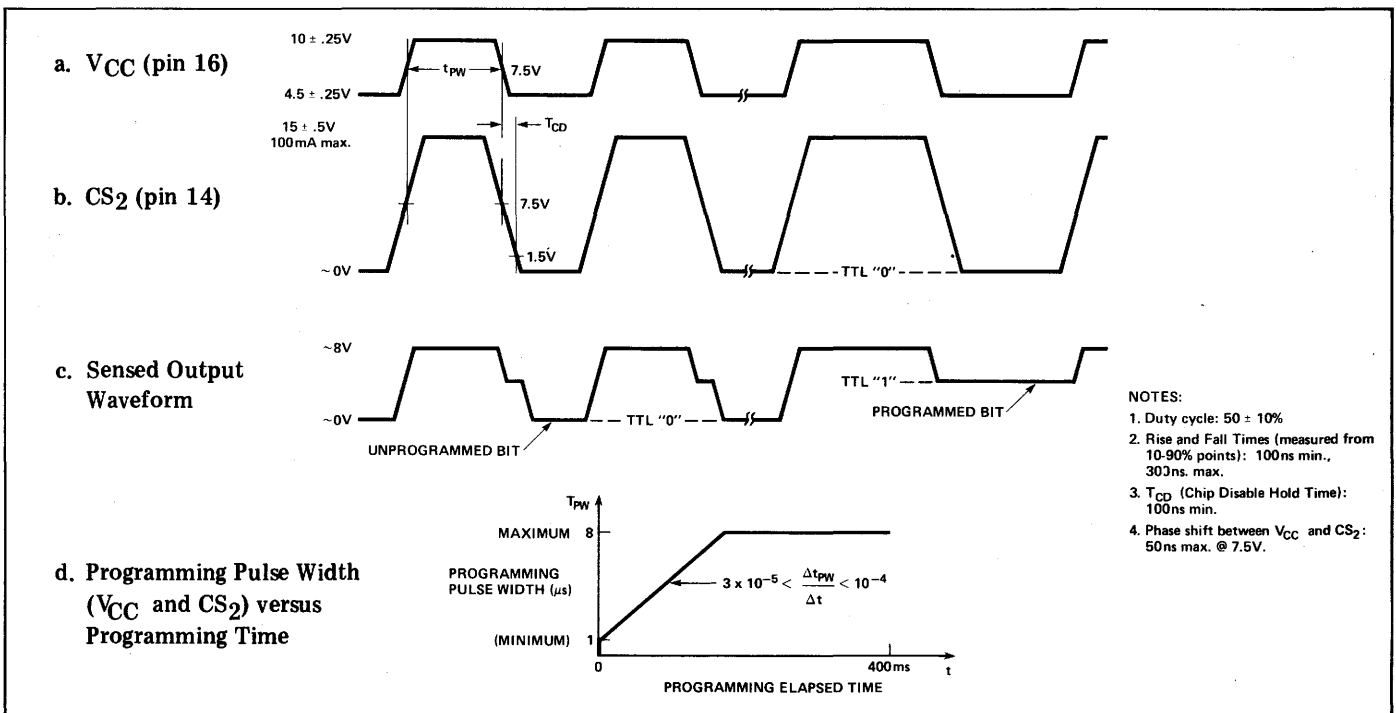 a. VCC (pin 16)
10 ± .25V
4.5 ± .25V
tPW
7.5V
15 ± .5V
100mA max.
TCD
b. CS2 (pin 14)
7.5V
1.5V
~0V
TTL "0"
c. Sensed Output
Waveform
~8V
~0V
UNPROGRAMMED BIT
TTL "0"
TTL "1"
PROGRAMMED BIT
NOTES:
1. Duty cycle: 50 ± 10%
2. Rise and Fall Times (measured from
10-90% points): 100ns min.,
300ns. max.
3. TCD (Chip Disable Hold Time):
100ns min.
4. Phase shift between VCC and CS2:
50ns max. @ 7.5V.
d. Programming Pulse Width
(VCC and CS2) versus
Programming Time
TPW
MAXIMUM 8
PROGRAMMING
PULSE WIDTH (μs)
(MINIMUM) 1
3 x 10⁻⁵ < ΔtPW / Δt < 10⁻⁴
0
400ms
t
PROGRAMMING ELAPSED TIME